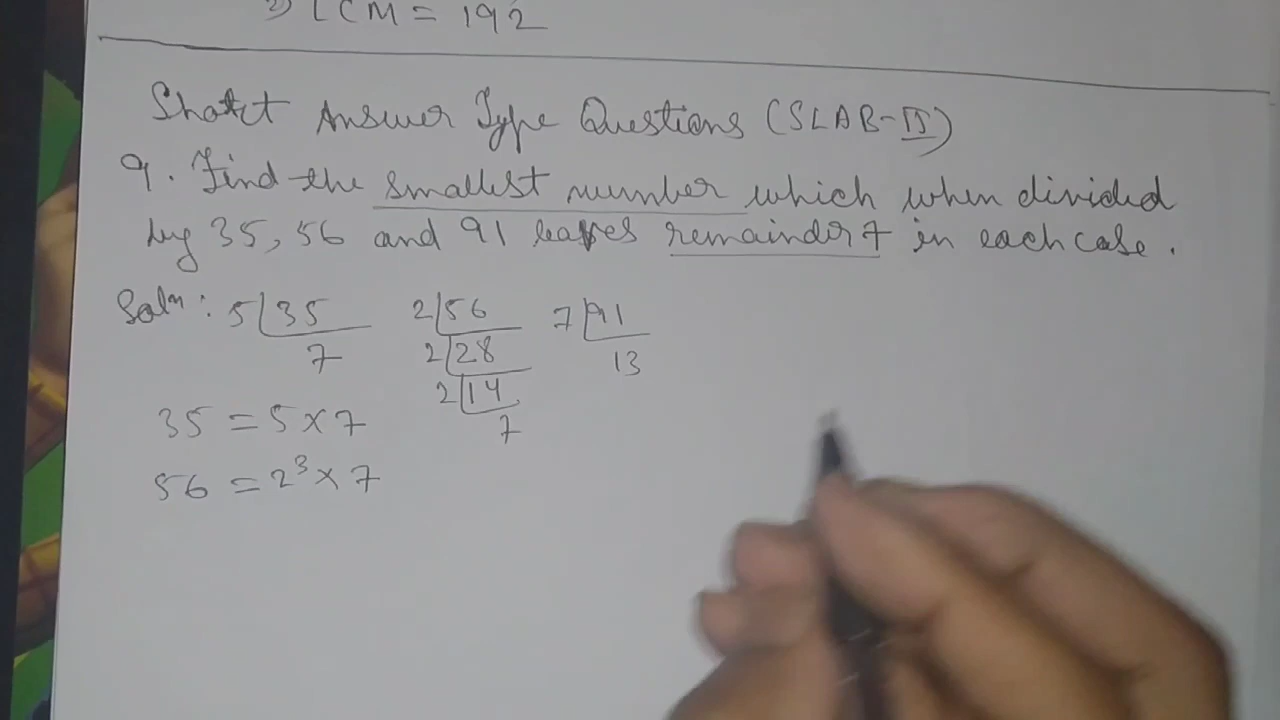 2) LCM = 192
Short Answer Type Questions (SLAB-II)
9. Find the smallest number which when divided
by 35, 56 and 91 leaves remainder 7 in each case.
Solⁿ: 5 35 2 56 7 91
7 2 28 13
2 14
35 = 5 × 7 7
56 = 2³ × 7